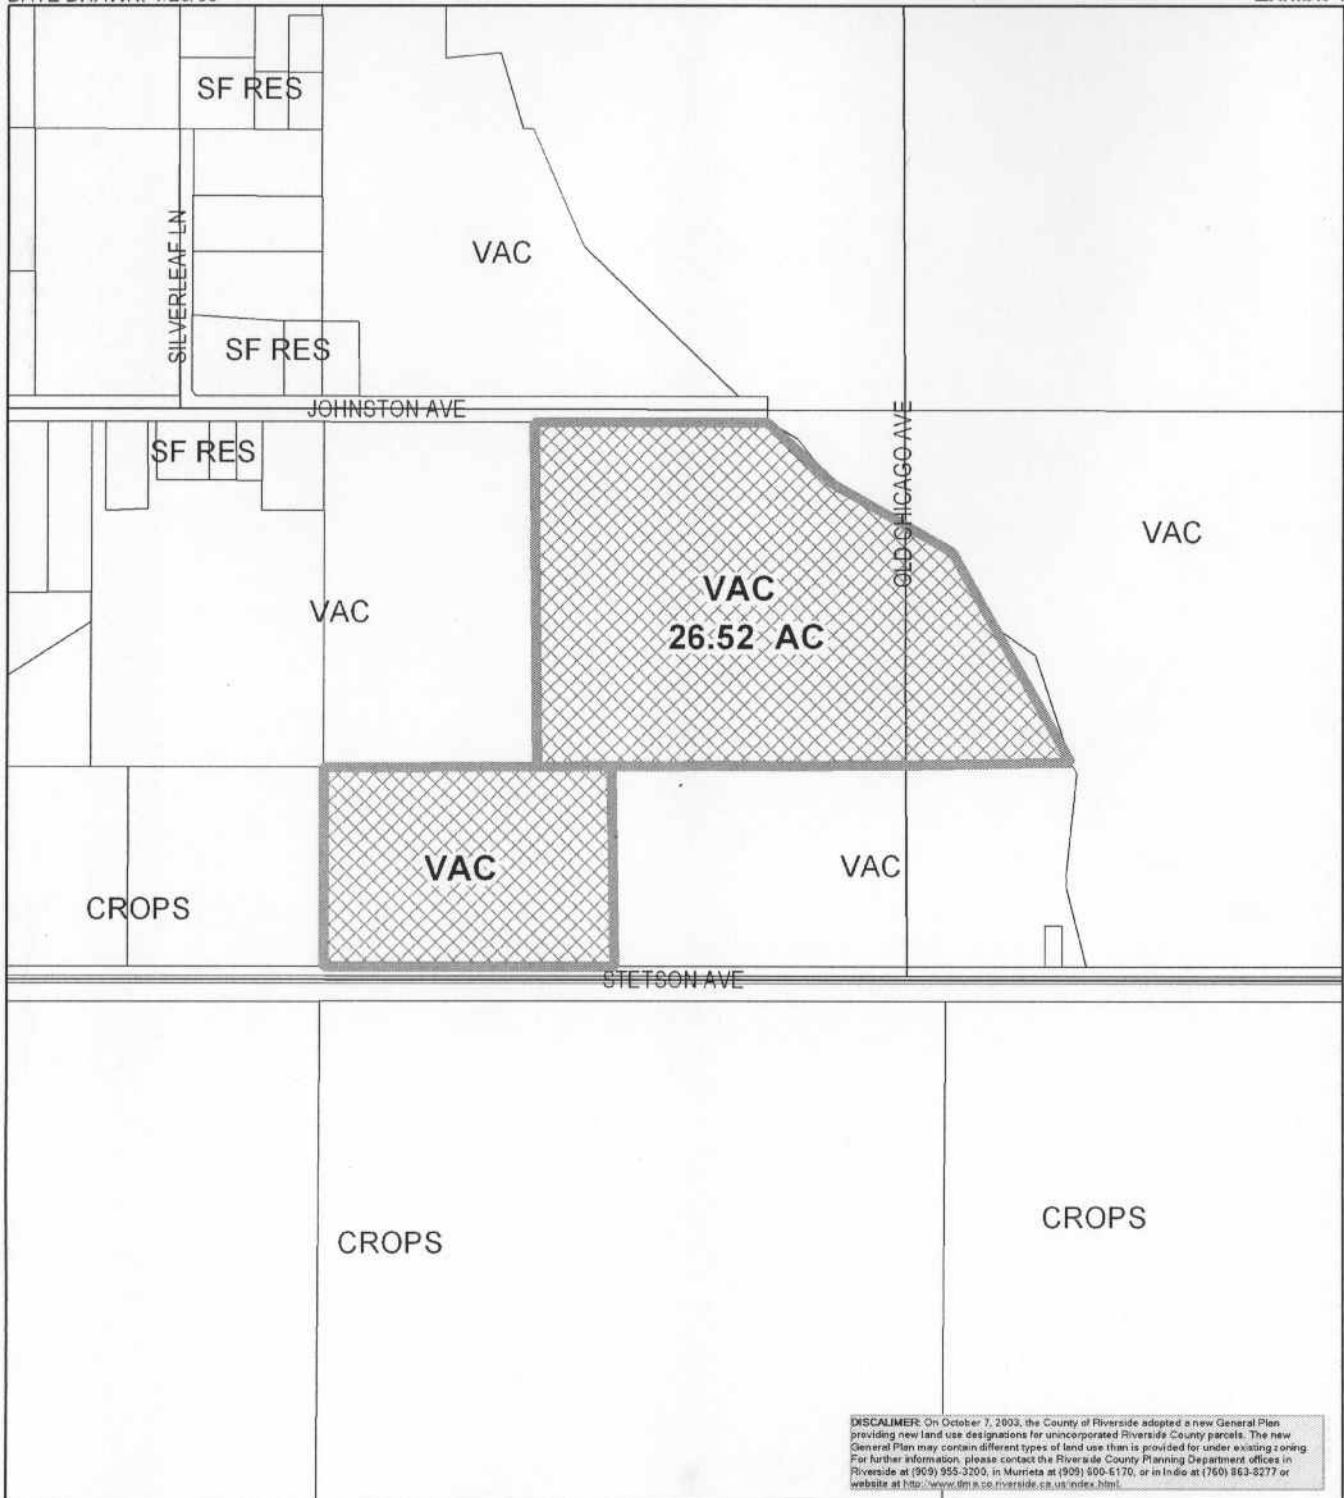 SF RES
VAC
SILVERLEAF LN
SF RES
JOHNSTON AVE
SF RES
OLD CHICAGO AVE
VAC
VAC
26.52 AC
VAC
VAC
VAC
CROPS
STETSON AVE
CROPS
CROPS
DISCALIMER: On October 7, 2003, the County of Riverside adopted a new General Plan
providing new land use designations for unincorporated Riverside County parcels. The new
General Plan may contain different types of land use than is provided for under existing zoning.
For further information, please contact the Riverside County Planning Department offices in
Riverside at (909) 955-3200, in Murrieta at (909) 600-6170, or in Indio at (760) 863-8277 or
website at http://www.tlma.co.riverside.ca.us/index.html.